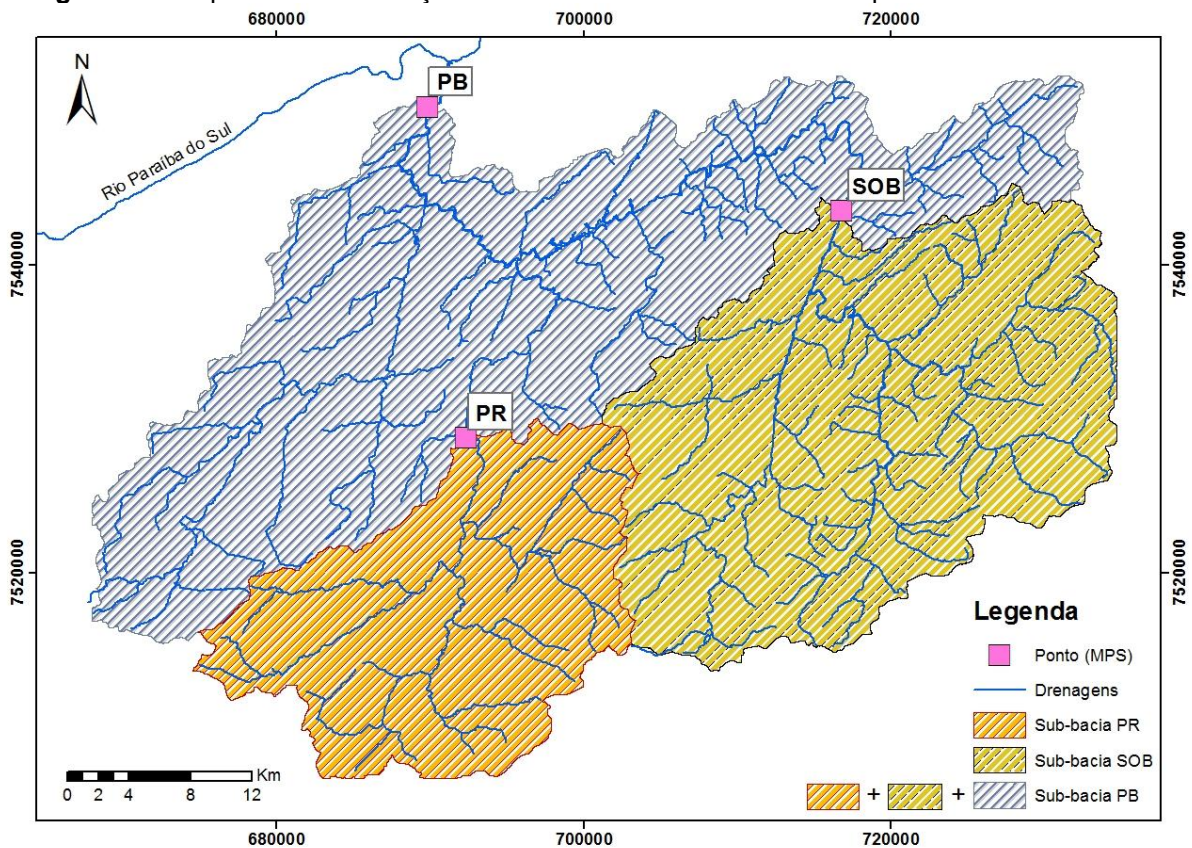 680000 700000 720000
N
PB
Rio Paraíba do Sul
SOB
7540000 7540000
PR
7520000 7520000
Legenda
Ponto (MPS)
Drenagens
Sub-bacia PR
Sub-bacia SOB
+ + Sub-bacia PB
Km
0 2 4 8 12
680000 700000 720000